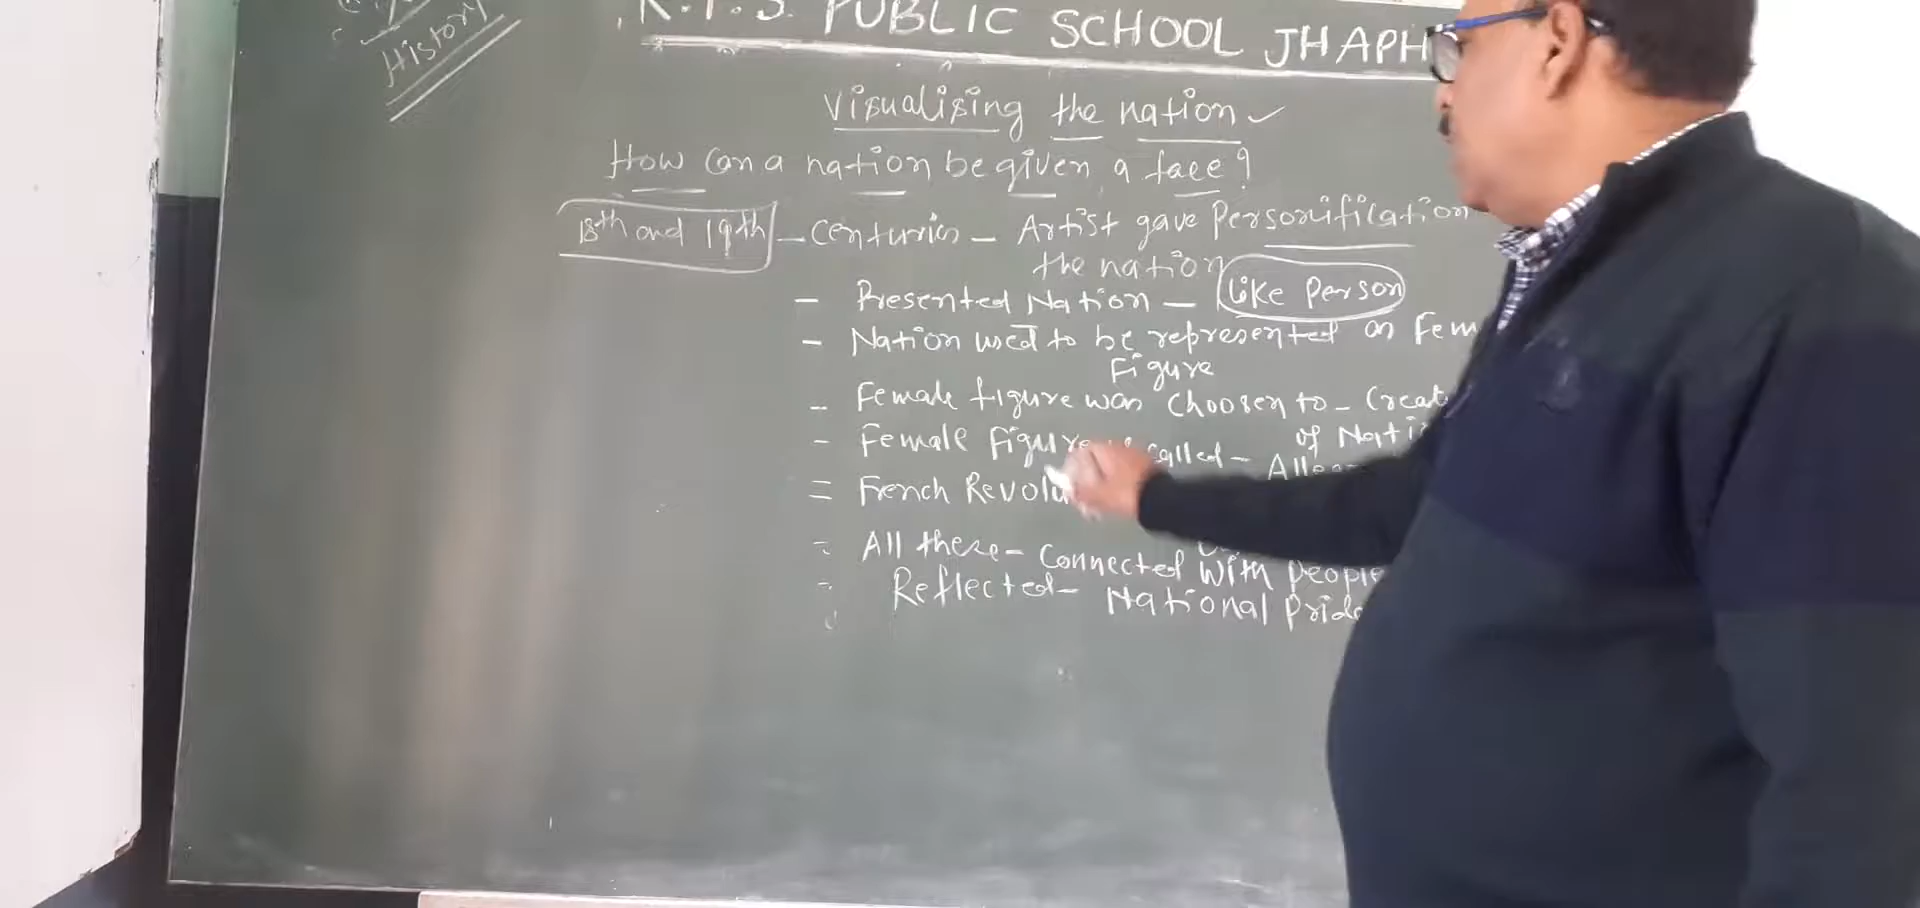 History
R.P.S. PUBLIC SCHOOL JHAPH
Visualising the nation ✓
How can a nation be given a face?
18th and 19th - Centuries - Artist gave Personification
the nation
- Presented Nation - Like Person
- Nation used to be represented as Fem
Figure
- Female figure was choosen to - Creat
of Nati
- Female Figure called - Alleg
= French Revolu
- All these - Connected with People
- Reflected - National Pride